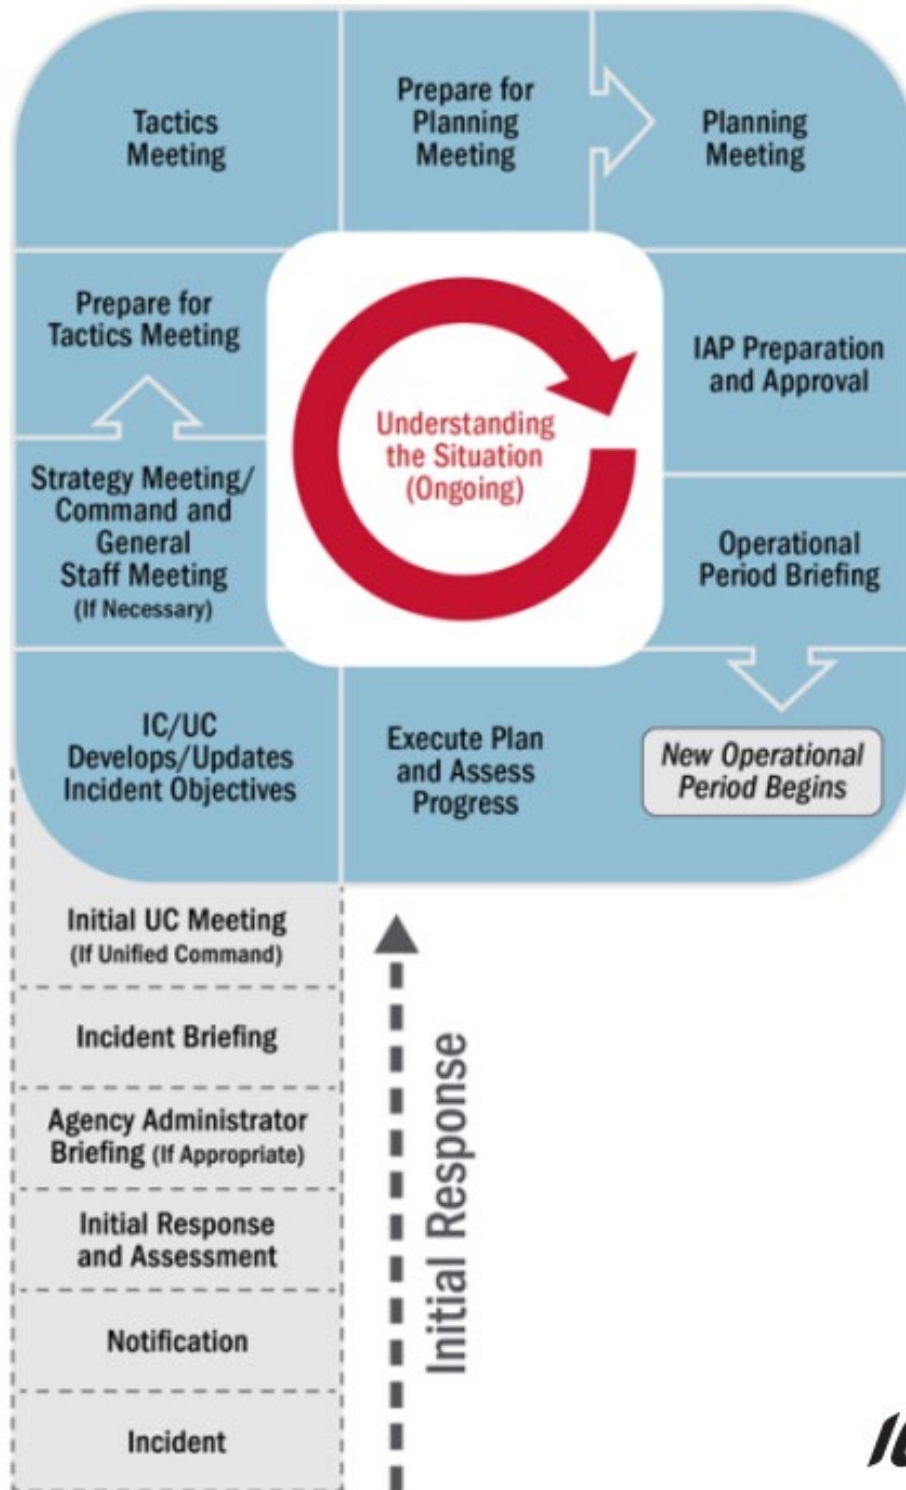 Tactics
Meeting
Prepare for
Planning
Meeting
Planning
Meeting
Prepare for
Tactics Meeting
Understanding
the Situation
(Ongoing)
IAP Preparation
and Approval
Strategy Meeting/
Command and
General
Staff Meeting
(If Necessary)
Operational
Period Briefing
IC/UC
Develops/Updates
Incident Objectives
Execute Plan
and Assess
Progress
New Operational
Period Begins
Initial UC Meeting
(If Unified Command)
Incident Briefing
Agency Administrator
Briefing (If Appropriate)
Initial Response
and Assessment
Notification
Incident
Initial Response